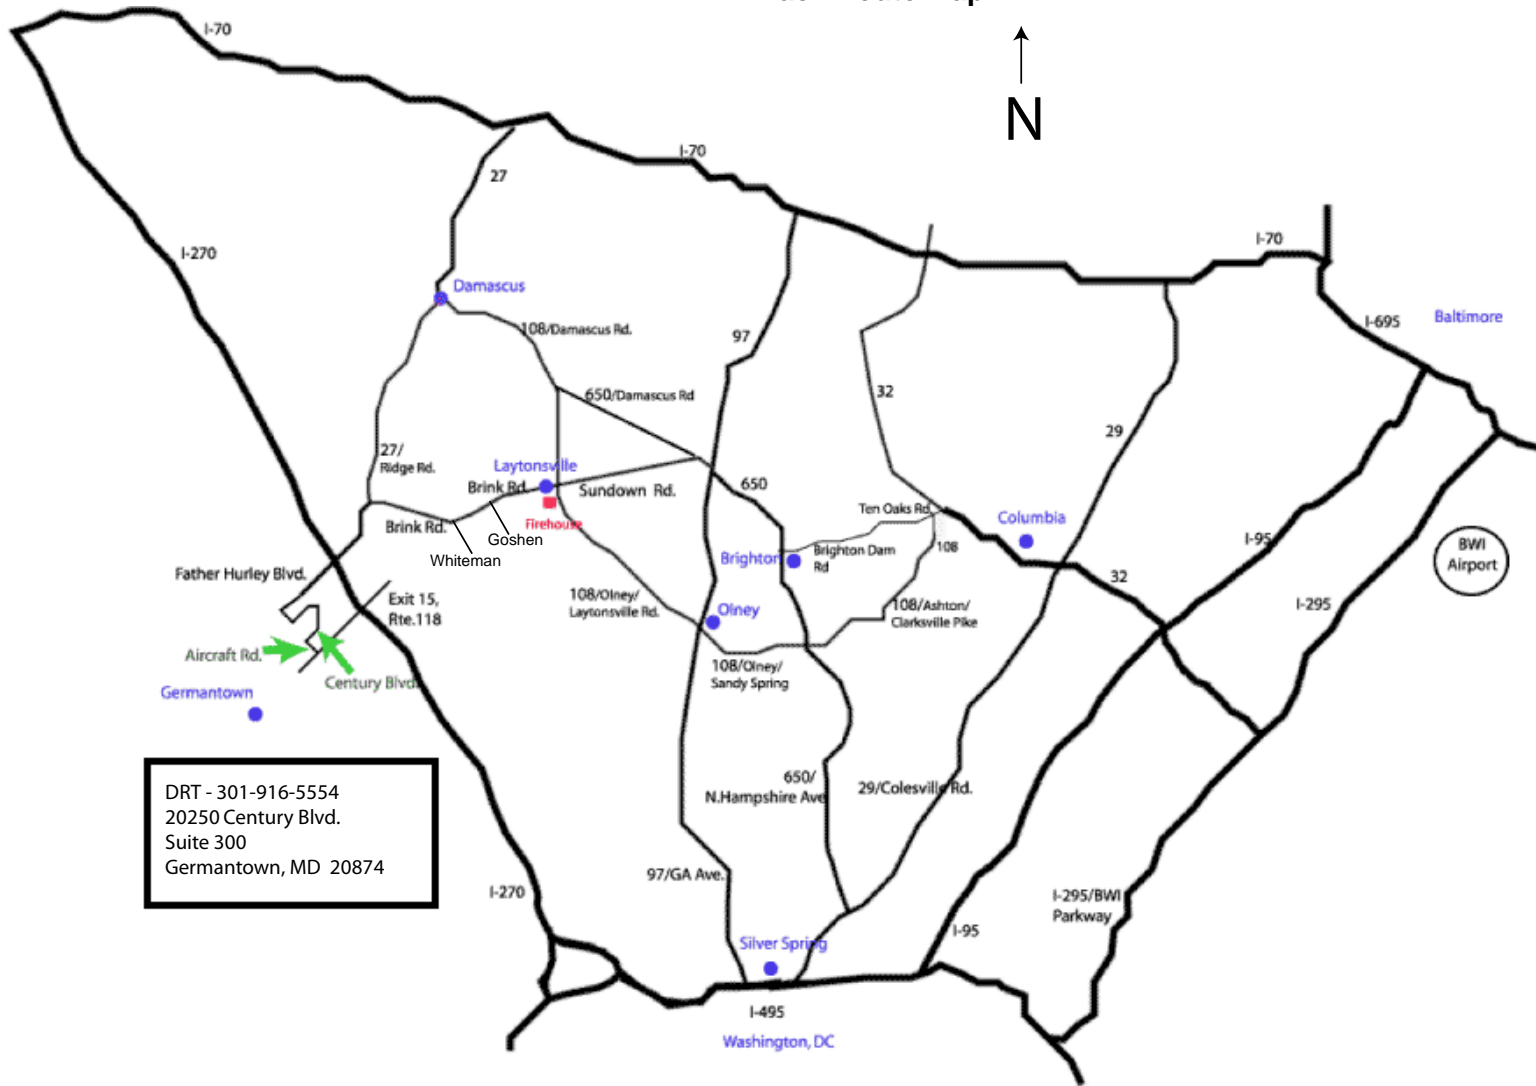 I-70
N
I-70
27
I-270
I-70
Damascus
Baltimore
I-695
108/Damascus Rd.
97
32
650/Damascus Rd
29
27/
Ridge Rd.
Laytonsville
Brink Rd.
Sundown Rd.
650
Ten Oaks Rd.
Columbia
Brink Rd.
Firehouse
Goshen
Whiteman
Brighton
Brighton Dam
Rd
108
I-95
BWI
Airport
Father Hurley Blvd.
32
Exit 15,
Rte.118
108/Olney/
Laytonsville Rd.
Olney
108/Ashton/
Clarksville Pike
I-295
Aircraft Rd.
Century Blvd.
108/Olney/
Sandy Spring
Germantown
DRT - 301-916-5554
20250 Century Blvd.
Suite 300
Germantown, MD 20874
650/
N.Hampshire Ave
29/Colesville Rd.
97/GA Ave.
I-270
I-295/BWI
Parkway
I-95
Silver Spring
I-495
Washington, DC